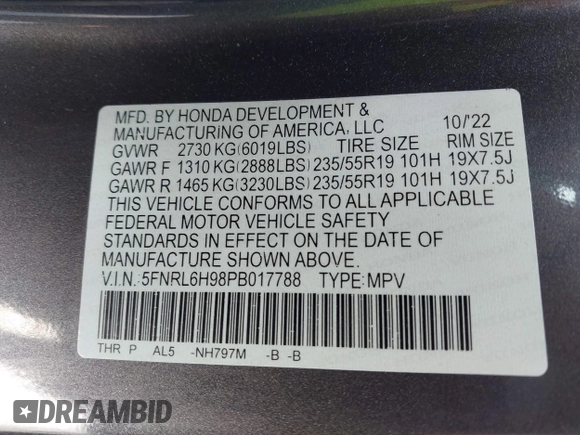 MFD. BY HONDA DEVELOPMENT &
MANUFACTURING OF AMERICA, LLC 10/'22
GVWR 2730 KG(6019LBS) TIRE SIZE RIM SIZE
GAWR F 1310 KG(2888LBS) 235/55R19 101H 19X7.5J
GAWR R 1465 KG(3230LBS) 235/55R19 101H 19X7.5J
THIS VEHICLE CONFORMS TO ALL APPLICABLE
FEDERAL MOTOR VEHICLE SAFETY
STANDARDS IN EFFECT ON THE DATE OF
MANUFACTURE SHOWN ABOVE.
V.I.N.:5FNRL6H98PB017788 TYPE:MPV
THR P AL5 -NH797M -B -B
DREAMBID